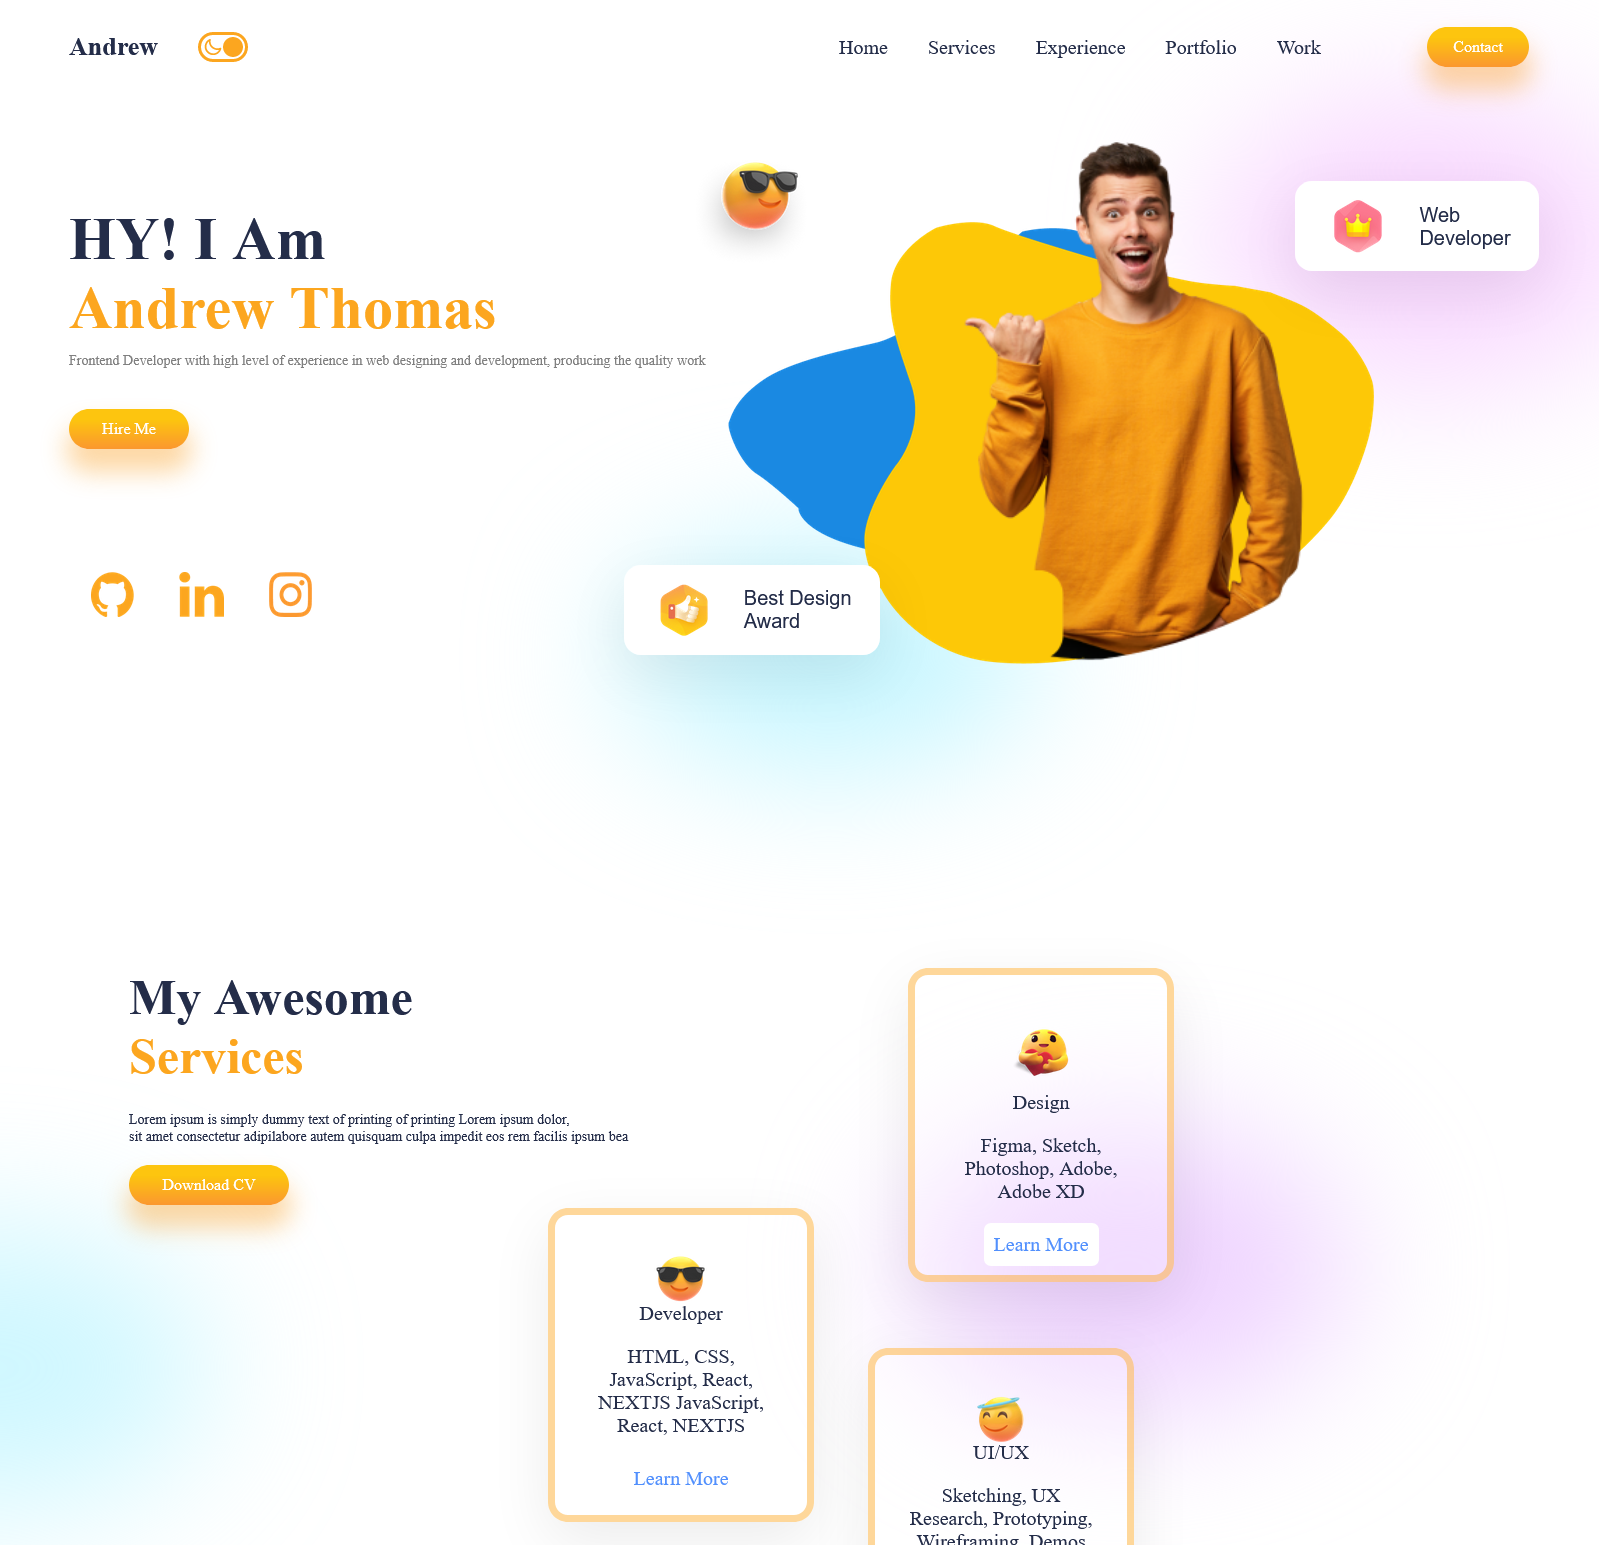 Andrew
Home Services Experience Portfolio Work
Contact
HY! I Am
Andrew Thomas
Frontend Developer with high level of experience in web designing and development, producing the quality work
Hire Me
Web
Developer
Best Design
Award
My Awesome
Services
Lorem ipsum is simply dummy text of printing of printing Lorem ipsum dolor,
sit amet consectetur adipilabore autem quisquam culpa impedit eos rem facilis ipsum bea
Download CV
Design
Figma, Sketch,
Photoshop, Adobe,
Adobe XD
Learn More
Developer
HTML, CSS,
JavaScript, React,
NEXTJS JavaScript,
React, NEXTJS
Learn More
UI/UX
Sketching, UX
Research, Prototyping,
Wireframing, Demos